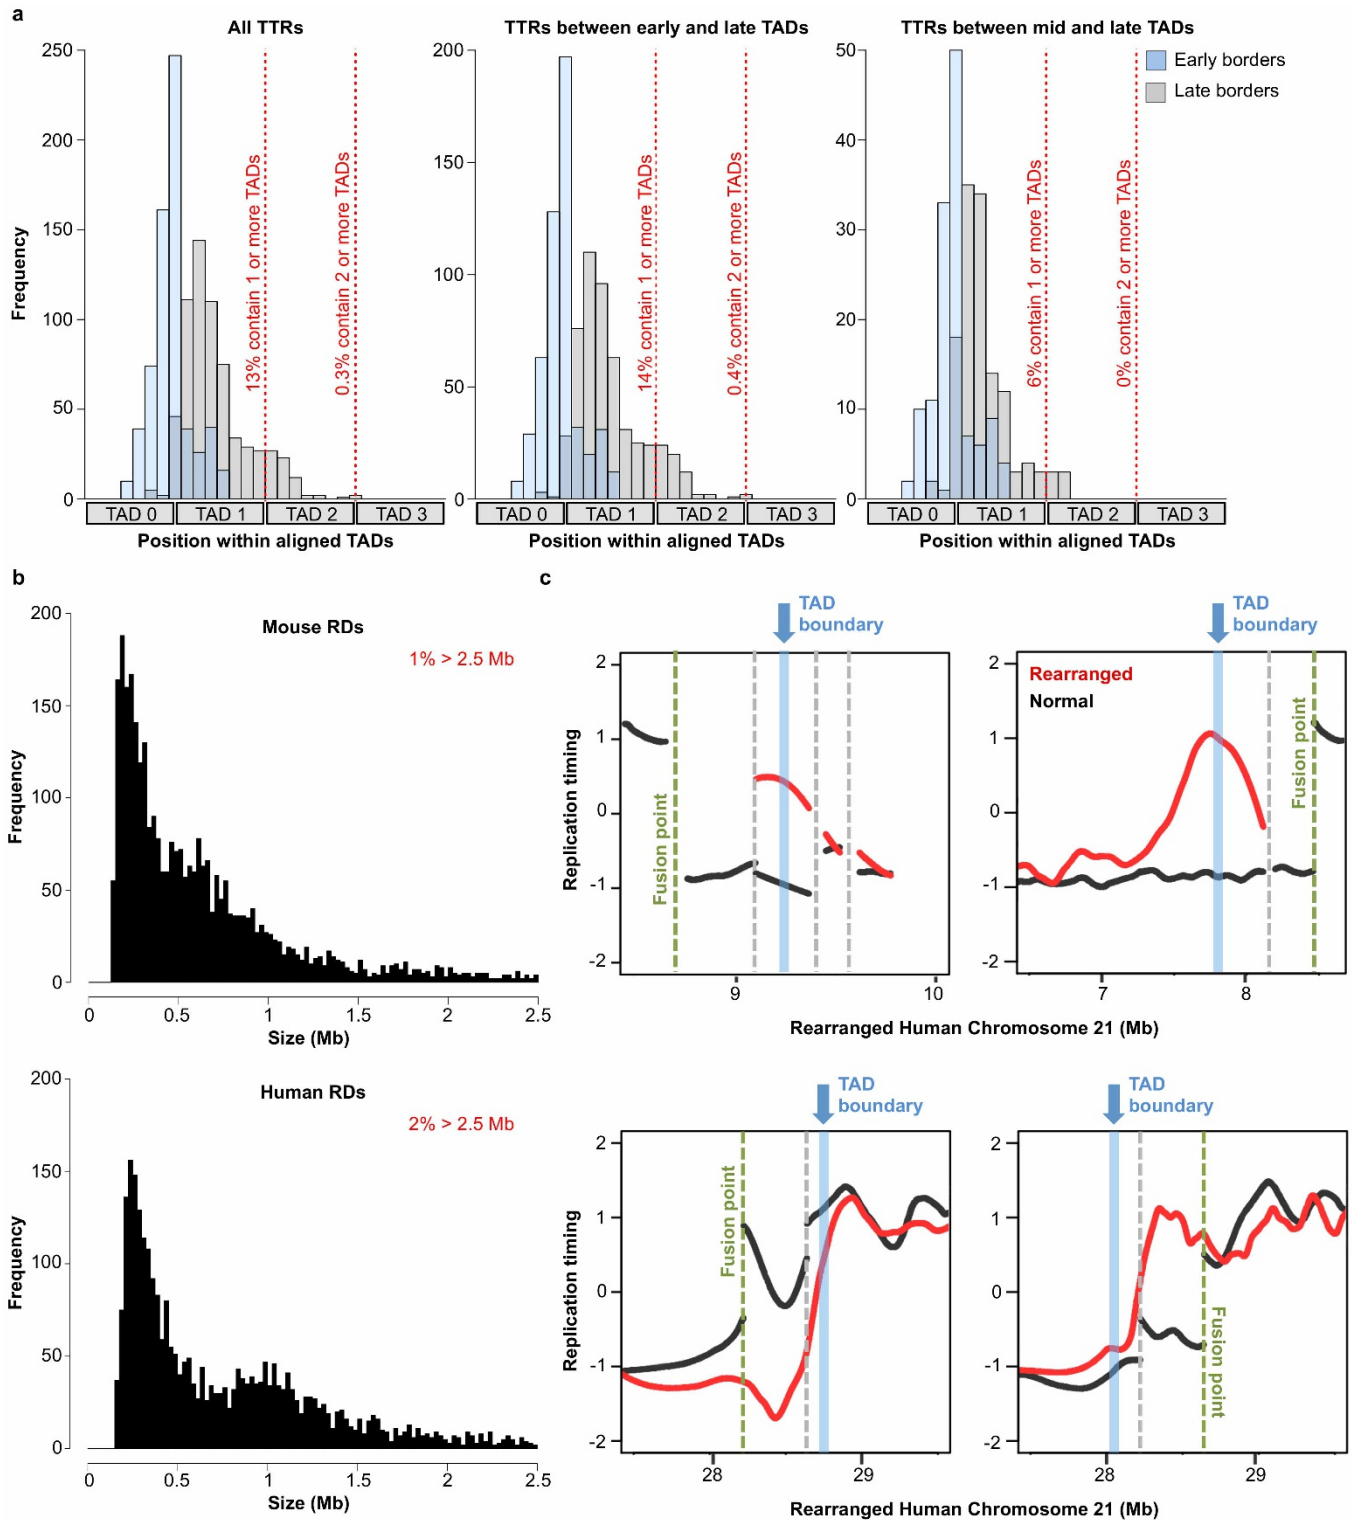 a
All TTRs
TTRs between early and late TADs
TTRs between mid and late TADs
Early borders
Late borders
Frequency
250
200
150
100
50
0
13% contain 1 or more TADs
0.3% contain 2 or more TADs
TAD 0 TAD 1 TAD 2 TAD 3
Position within aligned TADs
200
150
100
50
0
14% contain 1 or more TADs
0.4% contain 2 or more TADs
TAD 0 TAD 1 TAD 2 TAD 3
Position within aligned TADs
50
40
30
20
10
0
6% contain 1 or more TADs
0% contain 2 or more TADs
TAD 0 TAD 1 TAD 2 TAD 3
Position within aligned TADs
b
Mouse RDs
1% > 2.5 Mb
Frequency
200
150
100
50
0
0 0.5 1 1.5 2 2.5
Size (Mb)
Human RDs
2% > 2.5 Mb
Frequency
200
150
100
50
0
0 0.5 1 1.5 2 2.5
Size (Mb)
c
TAD
boundary
Replication timing
2
1
0
-1
-2
Fusion point
9 10
TAD
boundary
Rearranged
Normal
2
1
0
-1
-2
Fusion point
7 8
Rearranged Human Chromosome 21 (Mb)
TAD
boundary
Replication timing
2
1
0
-1
-2
Fusion point
28 29
TAD
boundary
2
1
0
-1
-2
Fusion point
28 29
Rearranged Human Chromosome 21 (Mb)